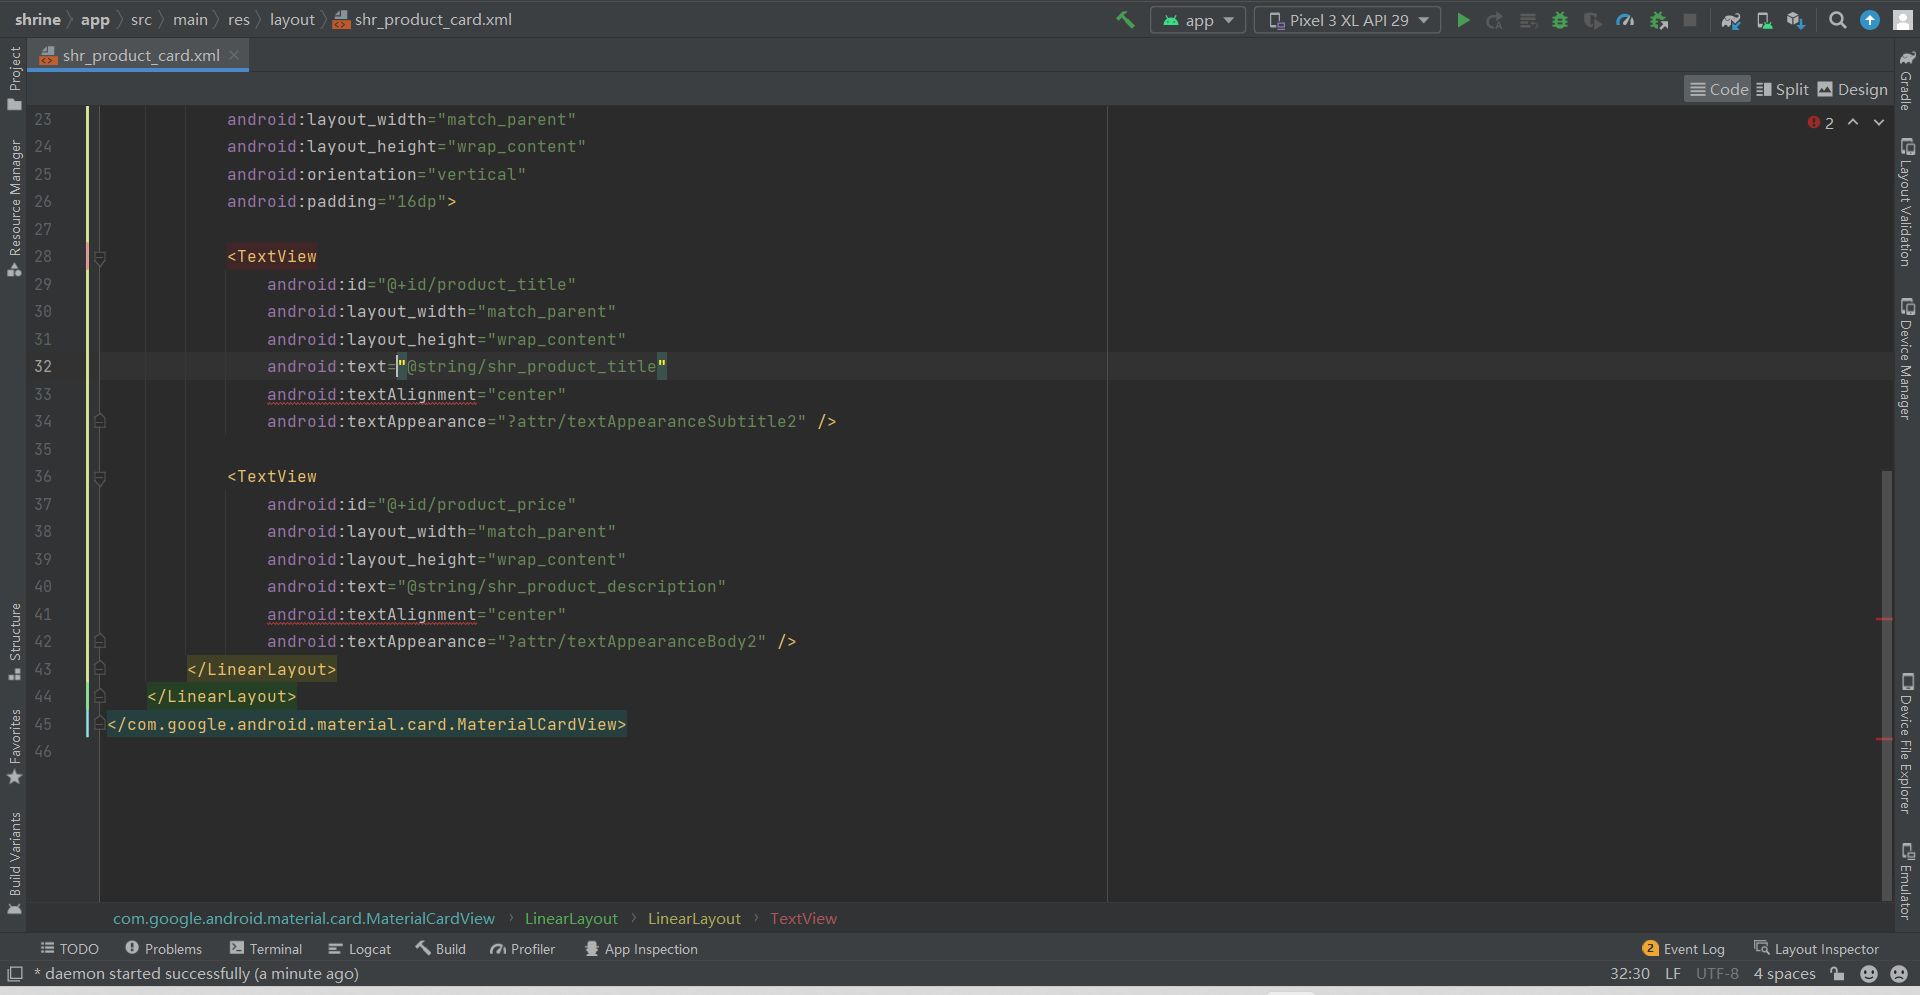 shrine app src main res layout shr_product_card.xml app Pixel 3 XL API 29
shr_product_card.xml
Code Split Design
2
23 android:layout_width="match_parent"
24 android:layout_height="wrap_content"
25 android:orientation="vertical"
26 android:padding="16dp">
27
28 <TextView
29 android:id="@+id/product_title"
30 android:layout_width="match_parent"
31 android:layout_height="wrap_content"
32 android:text="@string/shr_product_title"
33 android:textAlignment="center"
34 android:textAppearance="?attr/textAppearanceSubtitle2" />
35
36 <TextView
37 android:id="@+id/product_price"
38 android:layout_width="match_parent"
39 android:layout_height="wrap_content"
40 android:text="@string/shr_product_description"
41 android:textAlignment="center"
42 android:textAppearance="?attr/textAppearanceBody2" />
43 </LinearLayout>
44 </LinearLayout>
45 </com.google.android.material.card.MaterialCardView>
46
Project
Resource Manager
Structure
Favorites
Build Variants
Gradle
Layout Validation
Device Manager
Device File Explorer
Emulator
com.google.android.material.card.MaterialCardView LinearLayout LinearLayout TextView
TODO Problems Terminal Logcat Build Profiler App Inspection 2 Event Log Layout Inspector
* daemon started successfully (a minute ago) 32:30 LF UTF-8 4 spaces